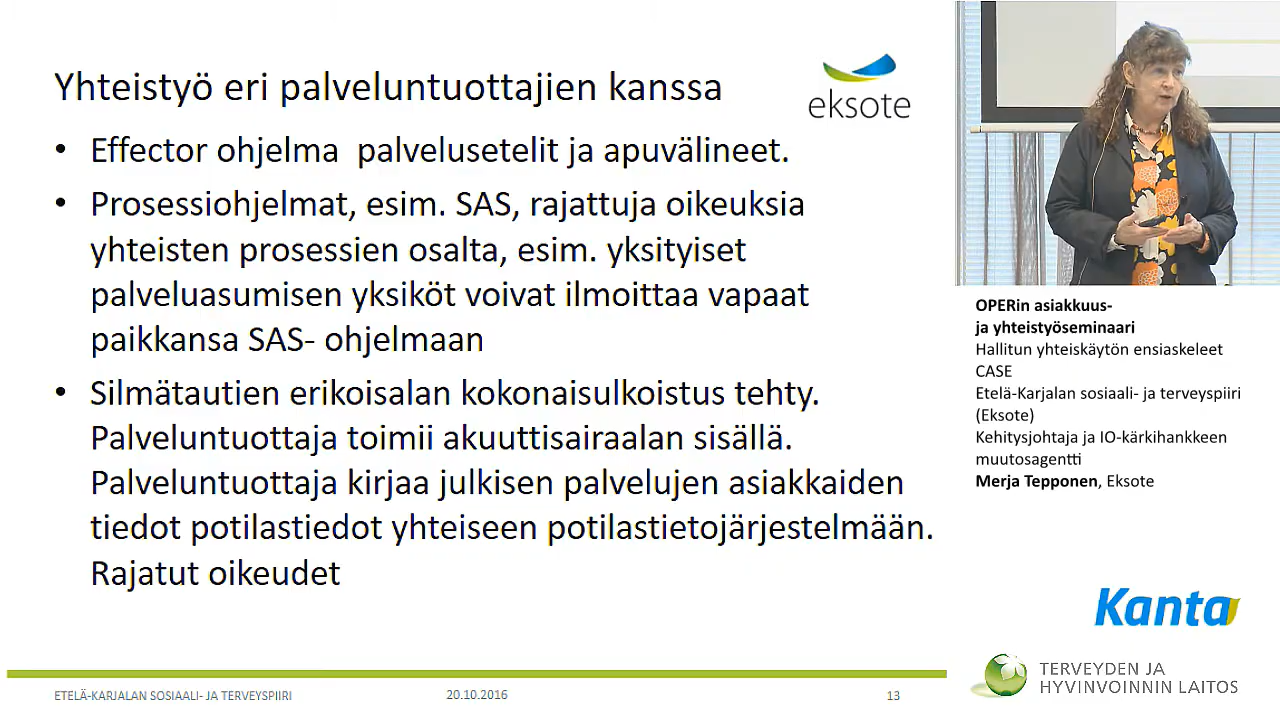 Yhteistyö eri palveluntuottajien kanssa
eksote
• Effector ohjelma  palvelusetelit ja apuvälineet.
• Prosessiohjelmat, esim. SAS, rajattuja oikeuksia
yhteisten prosessien osalta, esim. yksityiset
palveluasumisen yksiköt voivat ilmoittaa vapaat
paikkansa SAS- ohjelmaan
• Silmätautien erikoisalan kokonaisulkoistus tehty.
Palveluntuottaja toimii akuuttisairaalan sisällä.
Palveluntuottaja kirjaa julkisen palvelujen asiakkaiden
tiedot potilastiedot yhteiseen potilastietojärjestelmään.
Rajatut oikeudet
ETELÄ-KARJALAN SOSIAALI- JA TERVEYSPIIRI
20.10.2016
13
OPERin asiakkuus-
ja yhteistyöseminaari
Hallitun yhteiskäytön ensiaskeleet
CASE
Etelä-Karjalan sosiaali- ja terveyspiiri
(Eksote)
Kehitysjohtaja ja IO-kärkihankkeen
muutosagentti
Merja Tepponen, Eksote
Kanta
TERVEYDEN JA
HYVINVOINNIN LAITOS